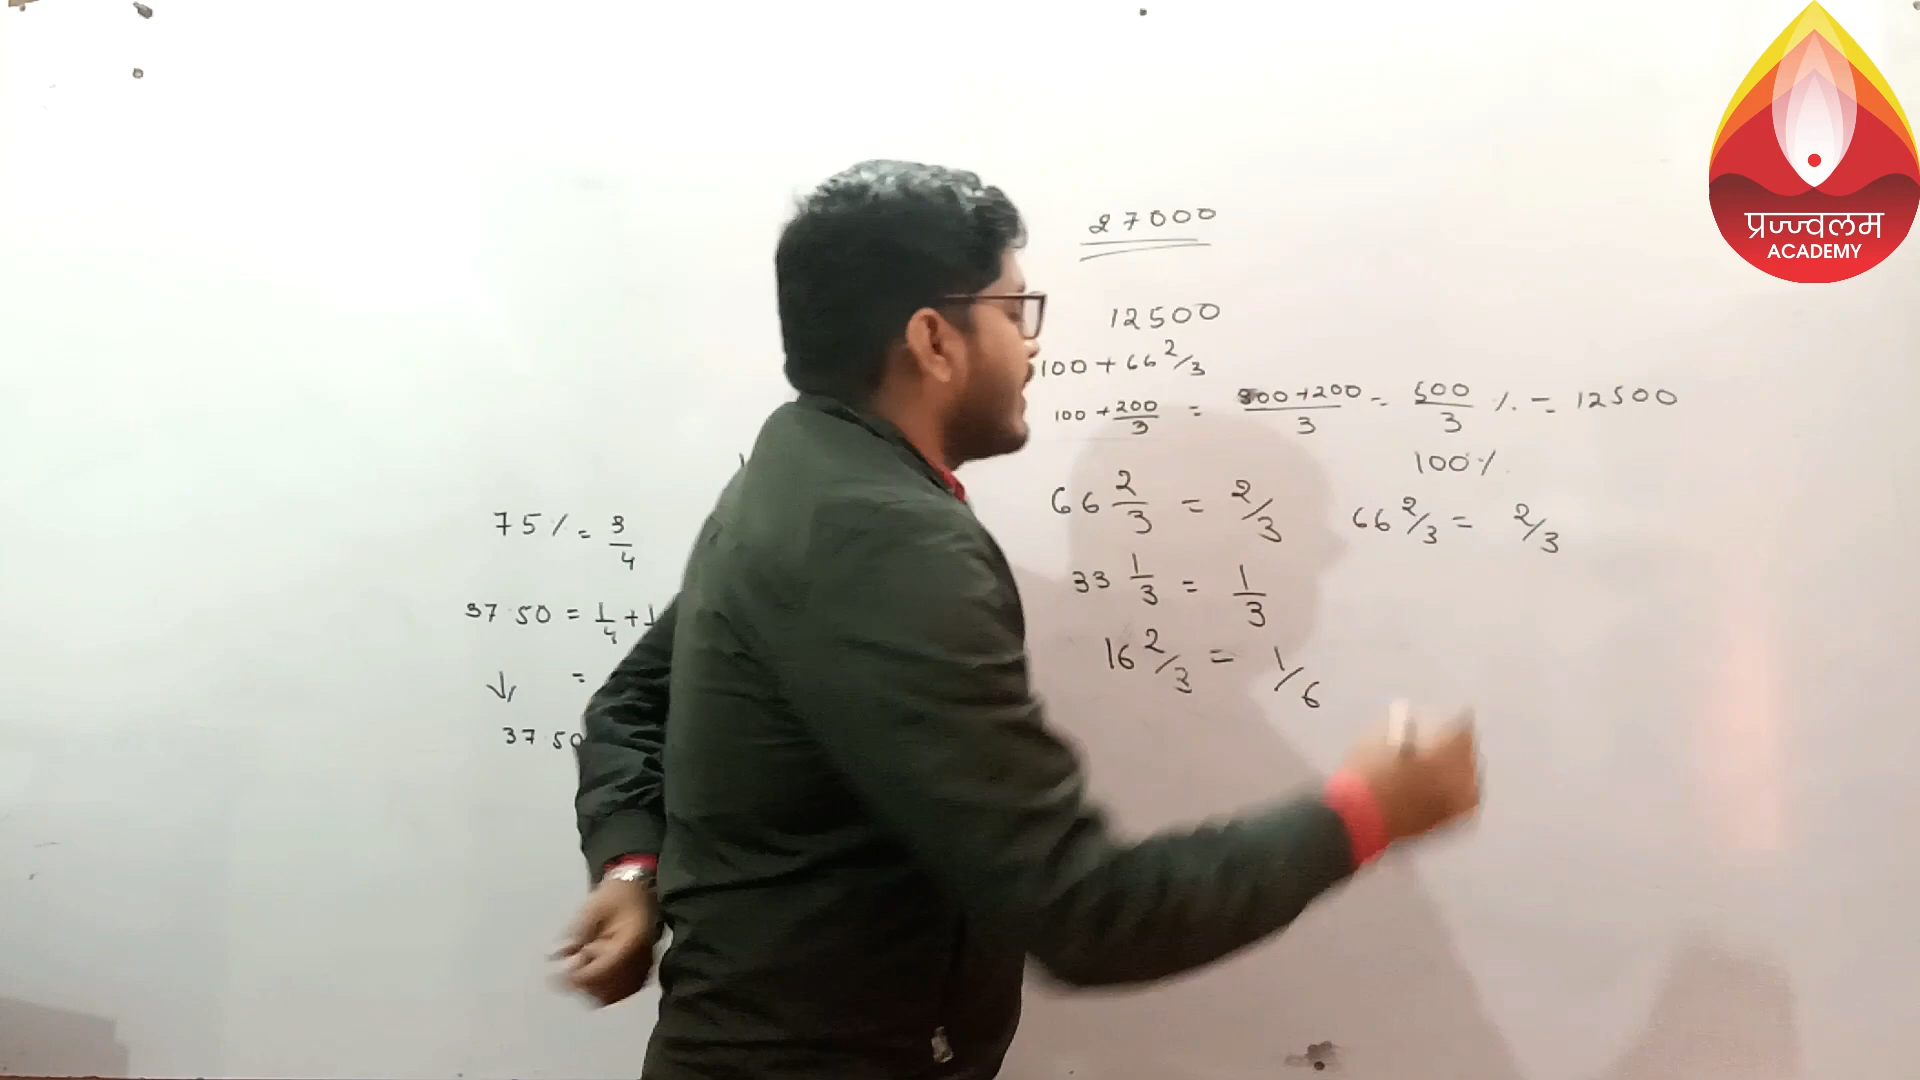 प्रज्ज्वलम
ACADEMY
27000
12500
100 + 66 2/3
100 + 200/3 = 300+200/3 = 500/3 % = 12500
100%
66 2/3 = 2/3
66 2/3 = 2/3
33 1/3 = 1/3
16 2/3 = 1/6
75% = 3/4
37 50 = 1/4 + 1
=
37 50